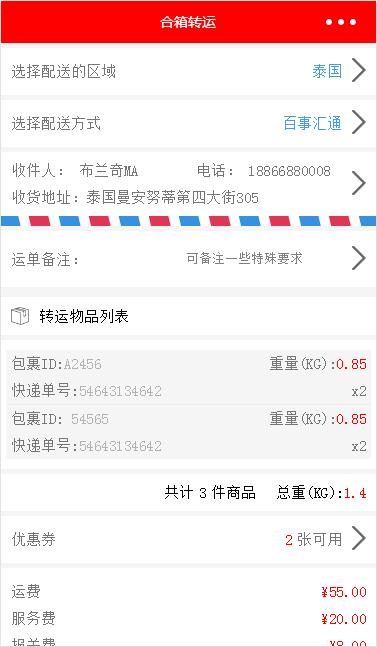 合箱转运
选择配送的区域 泰国
选择配送方式 百事汇通
收件人： 布兰奇MA 电话： 18866880008
收货地址：泰国曼安努蒂第四大街305
运单备注： 可备注一些特殊要求
转运物品列表
包裹ID:A2456 重量(KG):0.85
快递单号:54643134642 x2
包裹ID: 54565 重量(KG):0.85
快递单号:54643134642 x2
共计 3 件商品 总重(KG):1.4
优惠券 2 张可用
运费 ¥55.00
服务费 ¥20.00
报关费 ¥8.00